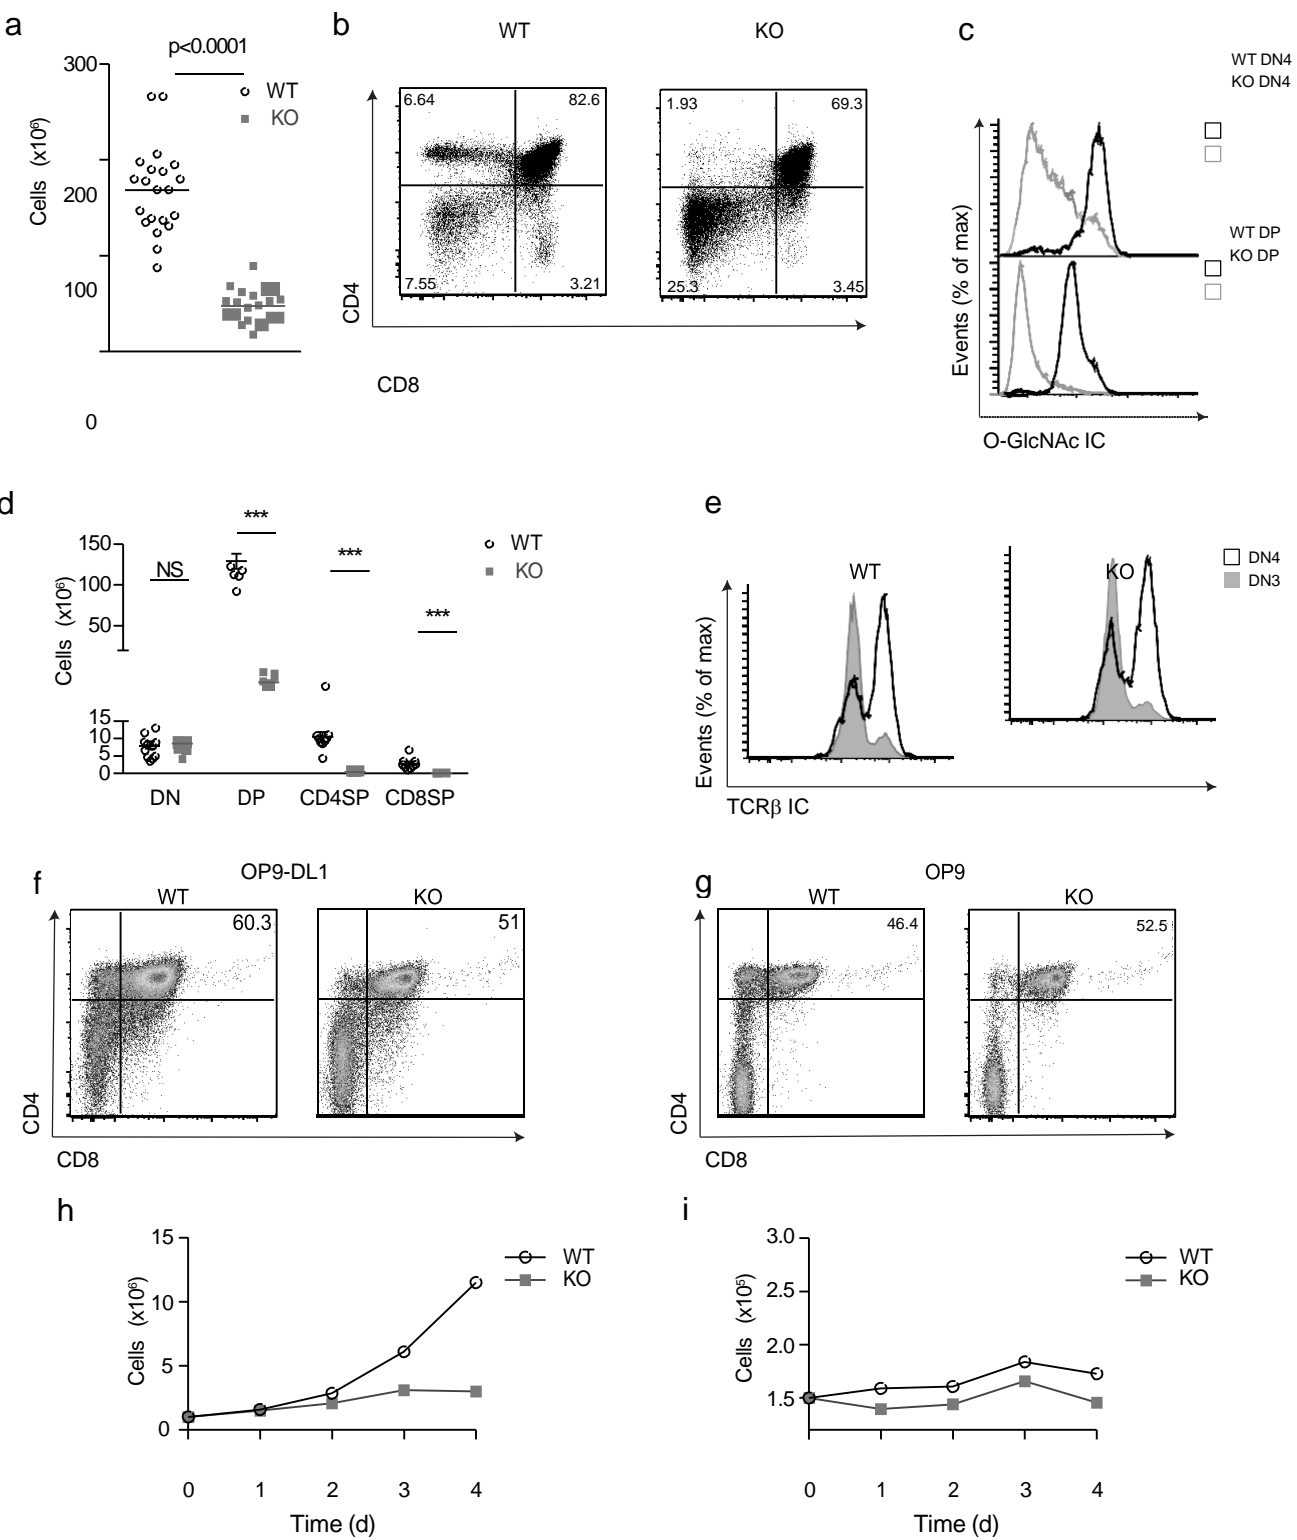 a
p<0.0001
WT
KO
300
200
100
0
Cells (x10⁶)
b
WT
KO
6.64
82.6
7.55
3.21
1.93
69.3
25.3
3.45
CD4
CD8
c
WT DN4
KO DN4
WT DP
KO DP
Events (% of max)
O-GlcNAc IC
d
NS
***
***
***
WT
KO
150
100
50
15
10
5
0
Cells (x10⁶)
DN
DP
CD4SP
CD8SP
e
WT
KO
DN4
DN3
Events (% of max)
TCRβ IC
f
OP9-DL1
WT
KO
60.3
51
CD4
CD8
g
OP9
WT
KO
46.4
52.5
CD4
CD8
h
15
10
5
0
Cells (x10⁶)
WT
KO
0 1 2 3 4
Time (d)
i
3.0
2.5
2.0
1.5
Cells (x10⁵)
WT
KO
0 1 2 3 4
Time (d)